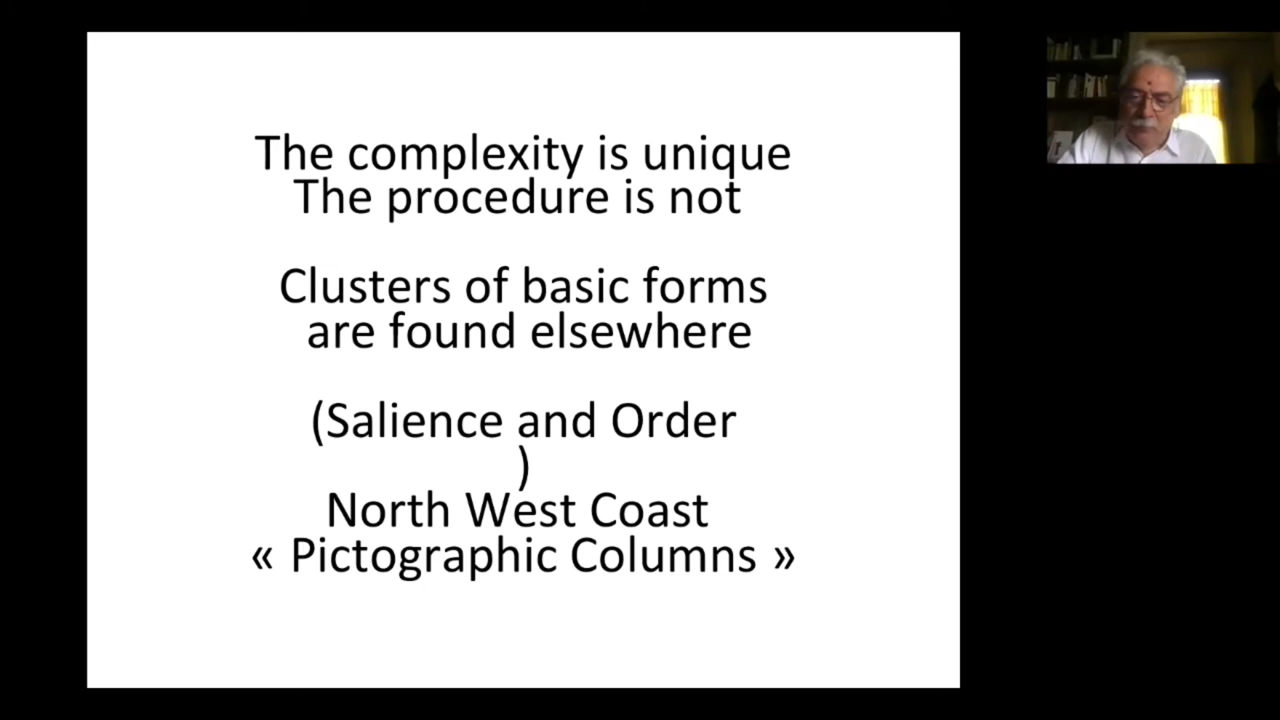 The complexity is unique
The procedure is not
Clusters of basic forms
are found elsewhere
(Salience and Order
)
North West Coast
« Pictographic Columns »